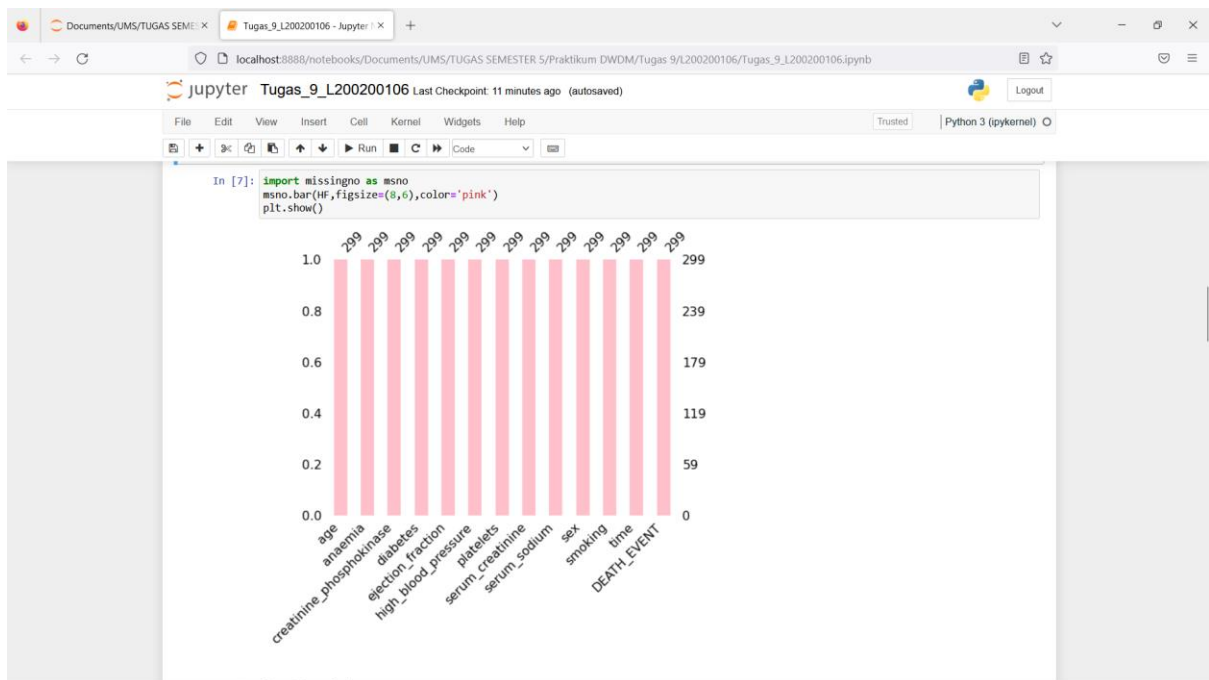 Documents/UMS/TUGAS SEME
Tugas_9_L200200106 - Jupyter N
localhost:8888/notebooks/Documents/UMS/TUGAS SEMESTER 5/Praktikum DWDM/Tugas 9/L200200106/Tugas_9_L200200106.ipynb
jupyter Tugas_9_L200200106 Last Checkpoint: 11 minutes ago (autosaved)
Logout
File Edit View Insert Cell Kernel Widgets Help
Trusted
Python 3 (ipykernel)
Run
Code
In [7]: import missingno as msno
msno.bar(HF,figsize=(8,6),color='pink')
plt.show()
299 299 299 299 299 299 299 299 299 299 299 299 299
1.0 299
0.8 239
0.6 179
0.4 119
0.2 59
0.0 0
age
anaemia
creatinine_phosphokinase
diabetes
ejection_fraction
high_blood_pressure
platelets
serum_creatinine
serum_sodium
sex
smoking
time
DEATH_EVENT